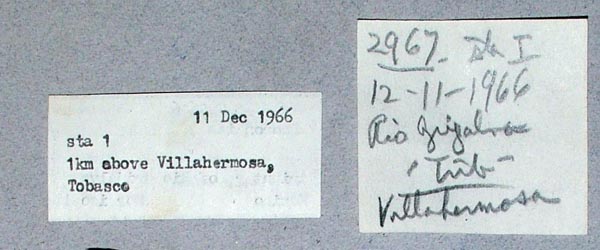 11 Dec 1966
sta 1
1km above Villahermosa,
Tobasco
2967 Sta I
12-11-1966
Rio Grijalva
- Trib -
Villahermosa